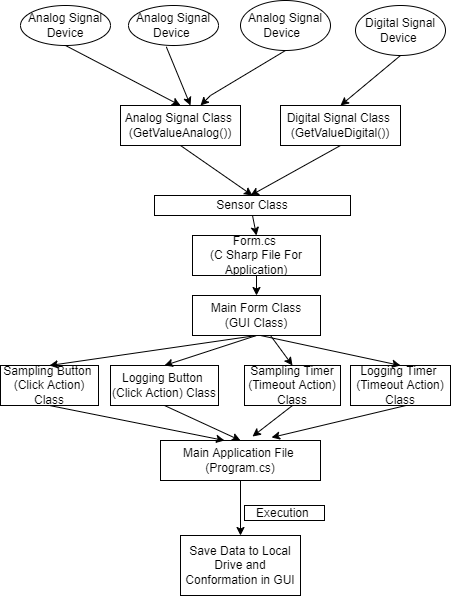 Analog Signal
Device
Analog Signal
Device
Analog Signal
Device
Digital Signal
Device
Analog Signal Class
(GetValueAnalog())
Digital Signal Class
(GetValueDigital())
Sensor Class
Form.cs
(C Sharp File For
Application)
Main Form Class
(GUI Class)
Sampling Button
(Click Action)
Class
Logging Button
(Click Action) Class
Sampling Timer
(Timeout Action)
Class
Logging Timer
(Timeout Action)
Class
Main Application File
(Program.cs)
Execution
Save Data to Local
Drive and
Conformation in GUI